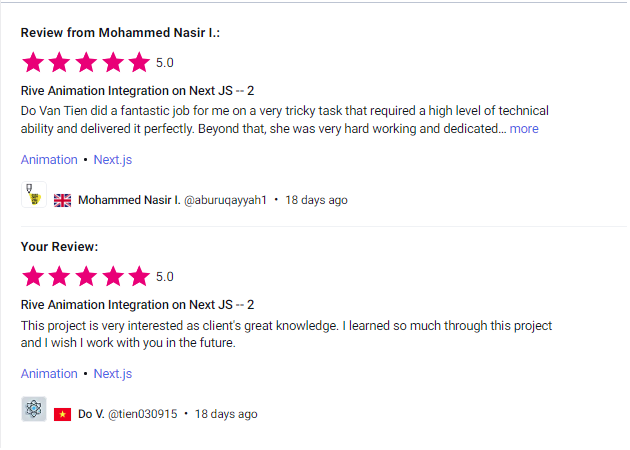 Review from Mohammed Nasir I.:
5.0
Rive Animation Integration on Next JS -- 2
Do Van Tien did a fantastic job for me on a very tricky task that required a high level of technical
ability and delivered it perfectly. Beyond that, she was very hard working and dedicated... more
Animation • Next.js
Mohammed Nasir I. @aburuqayyah1 • 18 days ago
Your Review:
5.0
Rive Animation Integration on Next JS -- 2
This project is very interested as client's great knowledge. I learned so much through this project
and I wish I work with you in the future.
Animation • Next.js
Do V. @tien030915 • 18 days ago